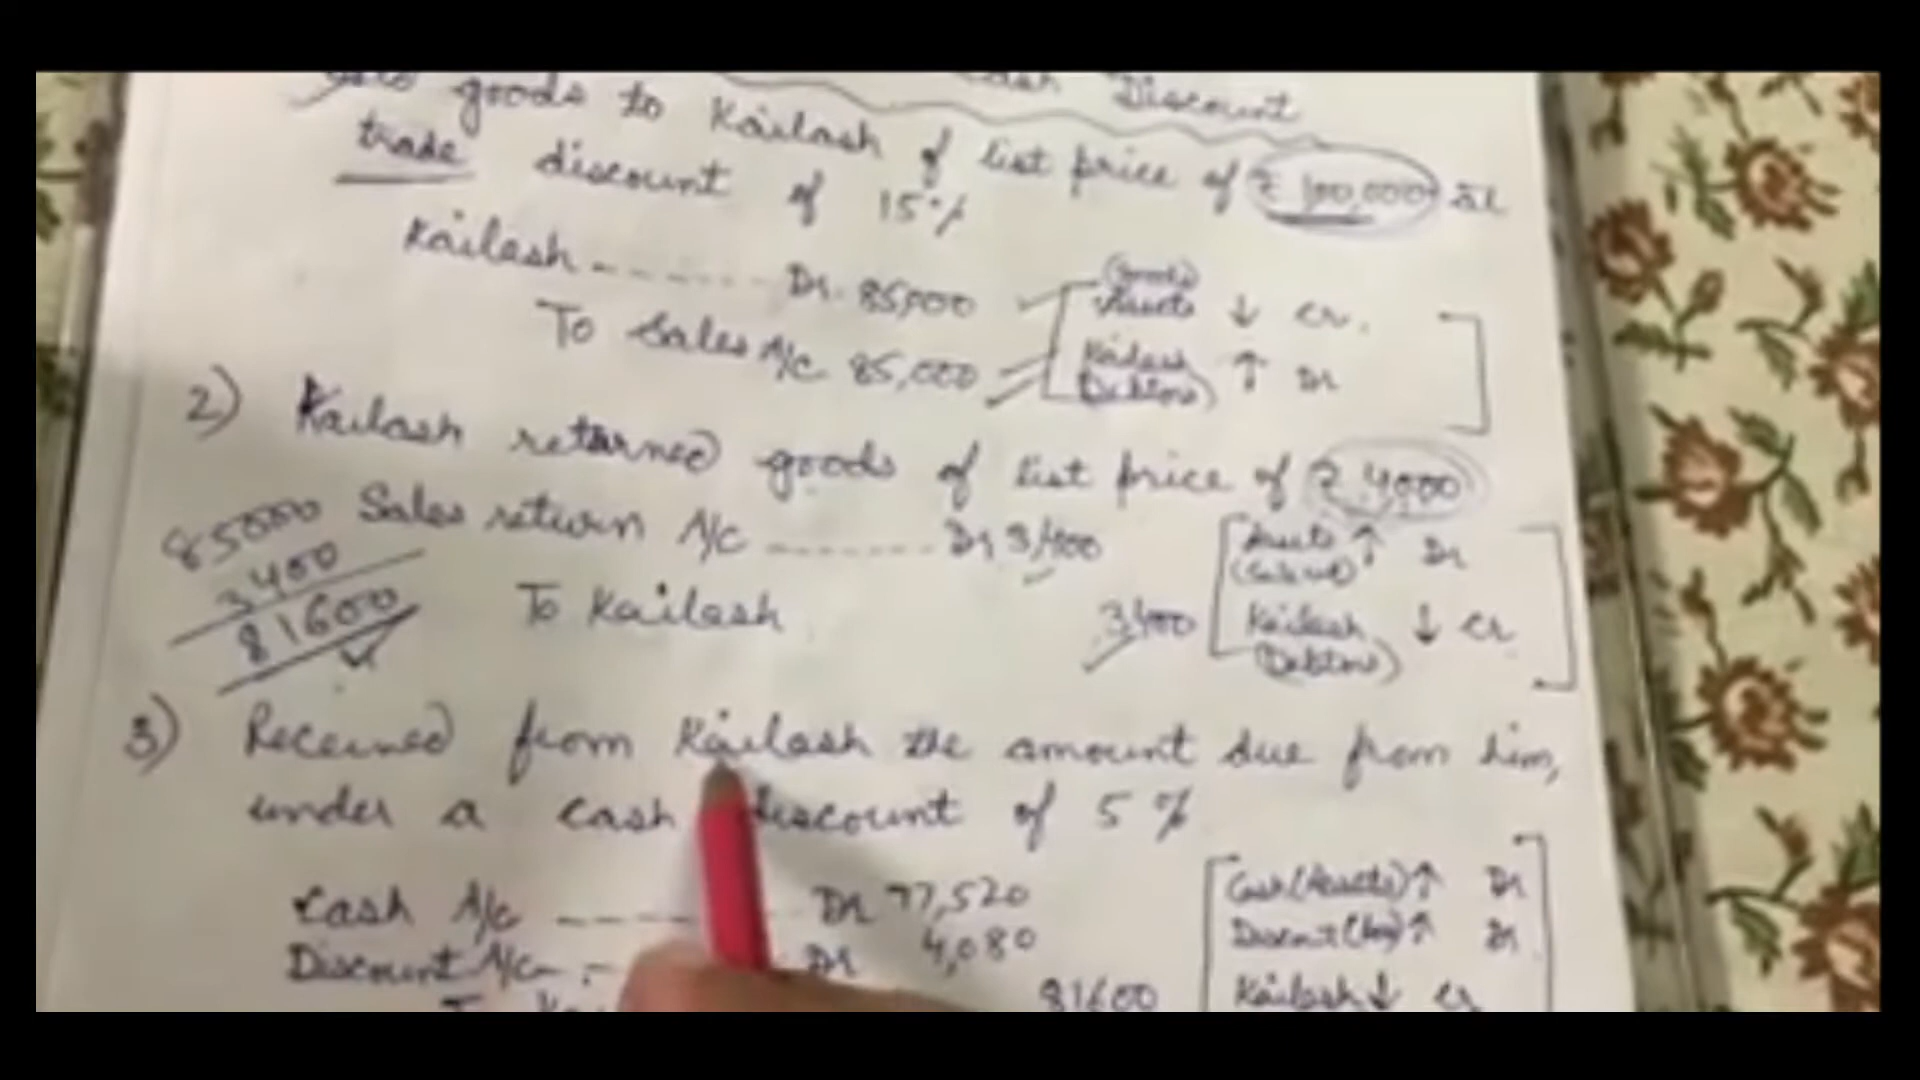 Cash Discount
goods to Kailash of list price of ₹ 100,000 at
trade discount of 15%
Kailash ------- Dr. 85,000
To Sales A/c 85,000
(Goods) Assets ↓ Cr.
Kailash (Debtors) ↑ Dr
2) Kailash returned goods of list price of ₹ 4000
Sales return A/c ------- Dr 3,400
To Kailash 3400
85000
3400
81600
Assets ↑ Dr
Kailash ↓ Cr
(Debtors)
3) Received from Kailash the amount due from him,
under a cash discount of 5%
Cash A/c ------- Dr 77,520
Discount A/c -- Dr 4,080
81600
Cash (Assets) ↑ Dr
Discount ↑ Dr
Kailash ↓ Cr